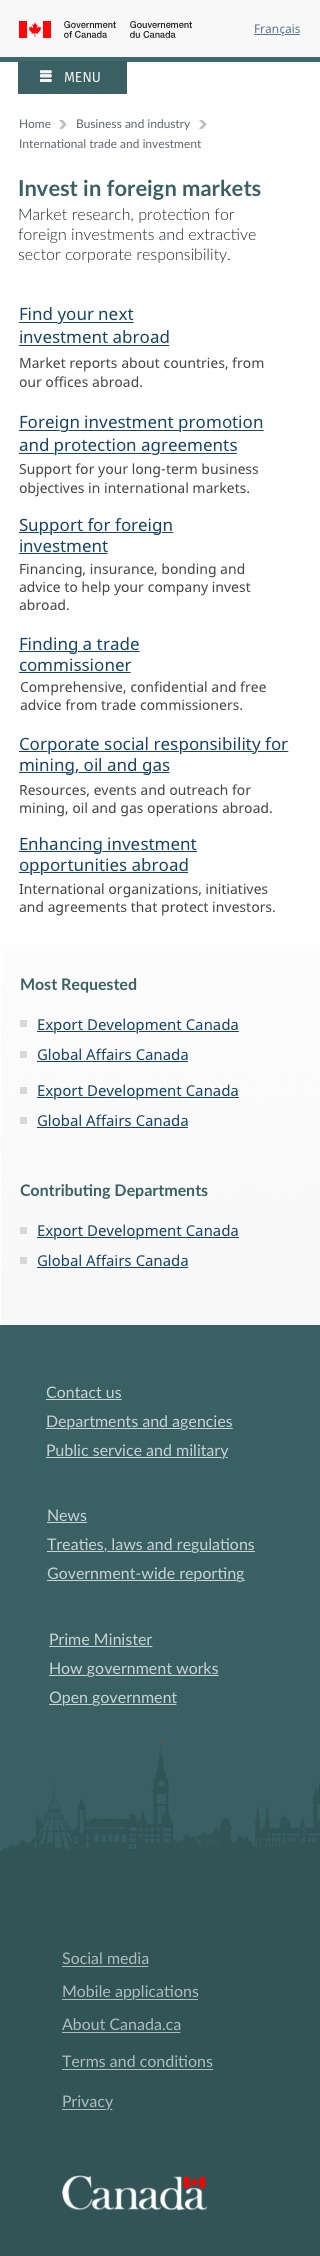 Government of Canada
Gouvernement du Canada
Français
MENU
Home
Business and industry
International trade and investment
Invest in foreign markets
Market research, protection for
foreign investments and extractive
sector corporate responsibility.
Find your next
investment abroad
Market reports about countries, from
our offices abroad.
Foreign investment promotion
and protection agreements
Support for your long-term business
objectives in international markets.
Support for foreign
investment
Financing, insurance, bonding and
advice to help your company invest
abroad.
Finding a trade
commissioner
Comprehensive, confidential and free
advice from trade commissioners.
Corporate social responsibility for
mining, oil and gas
Resources, events and outreach for
mining, oil and gas operations abroad.
Enhancing investment
opportunities abroad
International organizations, initiatives
and agreements that protect investors.
Most Requested
Export Development Canada
Global Affairs Canada
Export Development Canada
Global Affairs Canada
Contributing Departments
Export Development Canada
Global Affairs Canada
Contact us
Departments and agencies
Public service and military
News
Treaties, laws and regulations
Government-wide reporting
Prime Minister
How government works
Open government
Social media
Mobile applications
About Canada.ca
Terms and conditions
Privacy
Canada